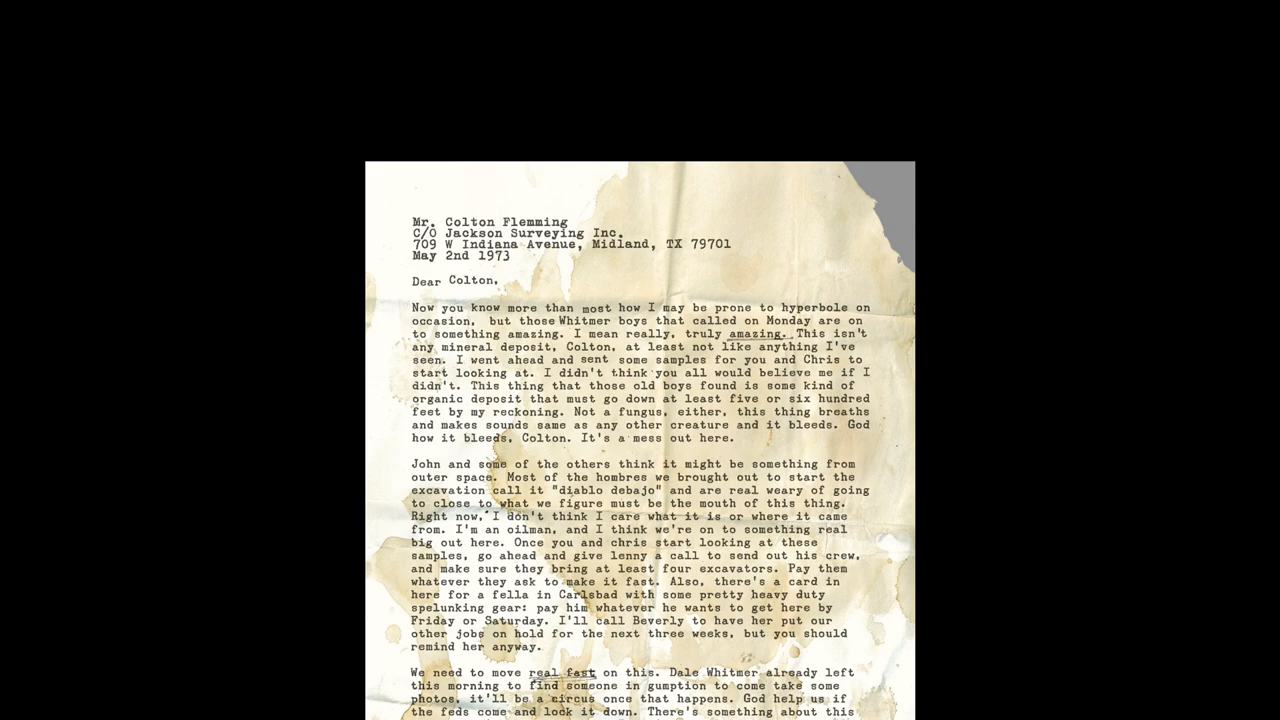 Mr. Colton Flemming
C/O Jackson Surveying Inc.
709 W Indiana Avenue, Midland, TX 79701
May 2nd 1973
Dear Colton,
Now you know more than most how I may be prone to hyperbole on
occasion, but those Whitmer boys that called on Monday are on
to something amazing. I mean really, truly amazing. This isn't
any mineral deposit, Colton, at least not like anything I've
seen. I went ahead and sent some samples for you and Chris to
start looking at. I didn't think you all would believe me if I
didn't. This thing that those old boys found is some kind of
organic deposit that must go down at least five or six hundred
feet by my reckoning. Not a fungus, either, this thing breaths
and makes sounds same as any other creature and it bleeds. God
how it bleeds, Colton. It's a mess out here.
John and some of the others think it might be something from
outer space. Most of the hombres we brought out to start the
excavation call it "diablo debajo" and are real weary of going
to close to what we figure must be the mouth of this thing.
Right now, I don't think I care what it is or where it came
from. I'm an oilman, and I think we're on to something real
big out here. Once you and chris start looking at these
samples, go ahead and give lenny a call to send out his crew,
and make sure they bring at least four excavators. Pay them
whatever they ask to make it fast. Also, there's a card in
here for a fella in Carlsbad with some pretty heavy duty
spelunking gear: pay him whatever he wants to get here by
Friday or Saturday. I'll call Beverly to have her put our
other jobs on hold for the next three weeks, but you should
remind her anyway.
We need to move real fast on this. Dale Whitmer already left
this morning to find someone in gumption to come take some
photos, it'll be a circus once that happens. God help us if
the feds come and lock it down. There's something about this